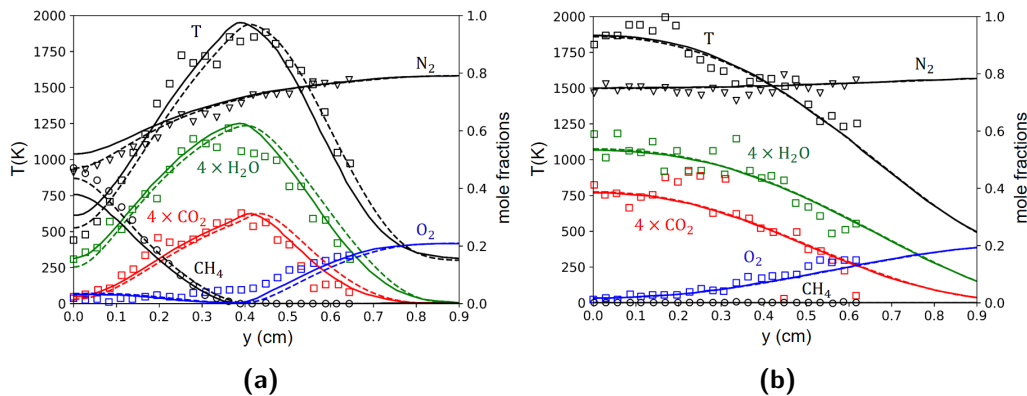 2000
1750
1500
1250
1000
750
500
250
0
T(K)
T
N₂
4 × H₂O
4 × CO₂
CH₄
O₂
1.0
0.8
0.6
0.4
0.2
0.0
mole fractions
0.0 0.1 0.2 0.3 0.4 0.5 0.6 0.7 0.8 0.9
y (cm)
(a)
2000
1750
1500
1250
1000
750
500
250
0
T(K)
T
N₂
4 × H₂O
4 × CO₂
O₂
CH₄
1.0
0.8
0.6
0.4
0.2
0.0
mole fractions
0.0 0.1 0.2 0.3 0.4 0.5 0.6 0.7 0.8 0.9
y (cm)
(b)